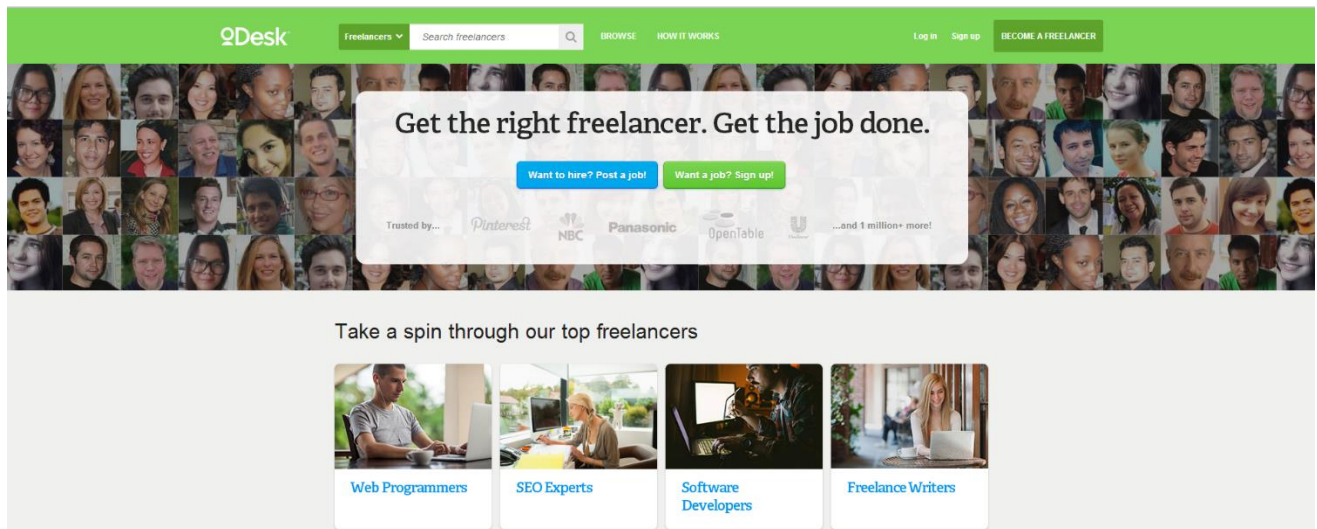 oDesk
Freelancers
Search freelancers
BROWSE
HOW IT WORKS
Log in
Sign up
BECOME A FREELANCER
Get the right freelancer. Get the job done.
Want to hire? Post a job!
Want a job? Sign up!
Trusted by...
Pinterest
NBC
Panasonic
OpenTable
...and 1 million+ more!
Take a spin through our top freelancers
Web Programmers
SEO Experts
Software
Developers
Freelance Writers